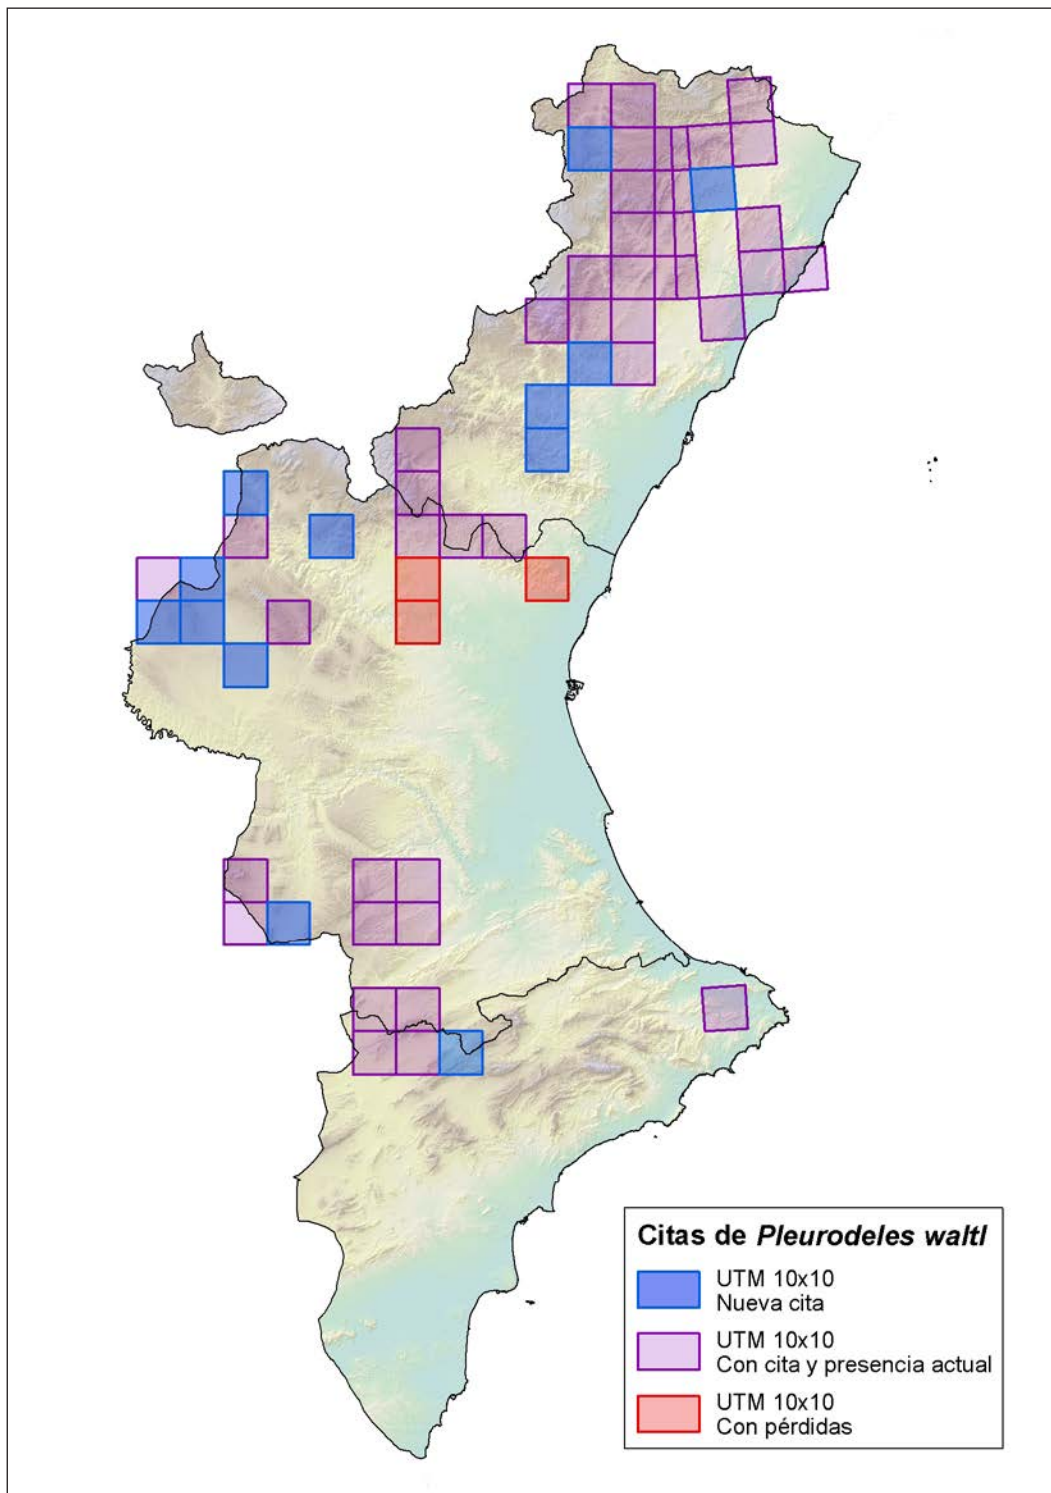 Citas de Pleurodeles waltl
UTM 10x10
Nueva cita
UTM 10x10
Con cita y presencia actual
UTM 10x10
Con pérdidas